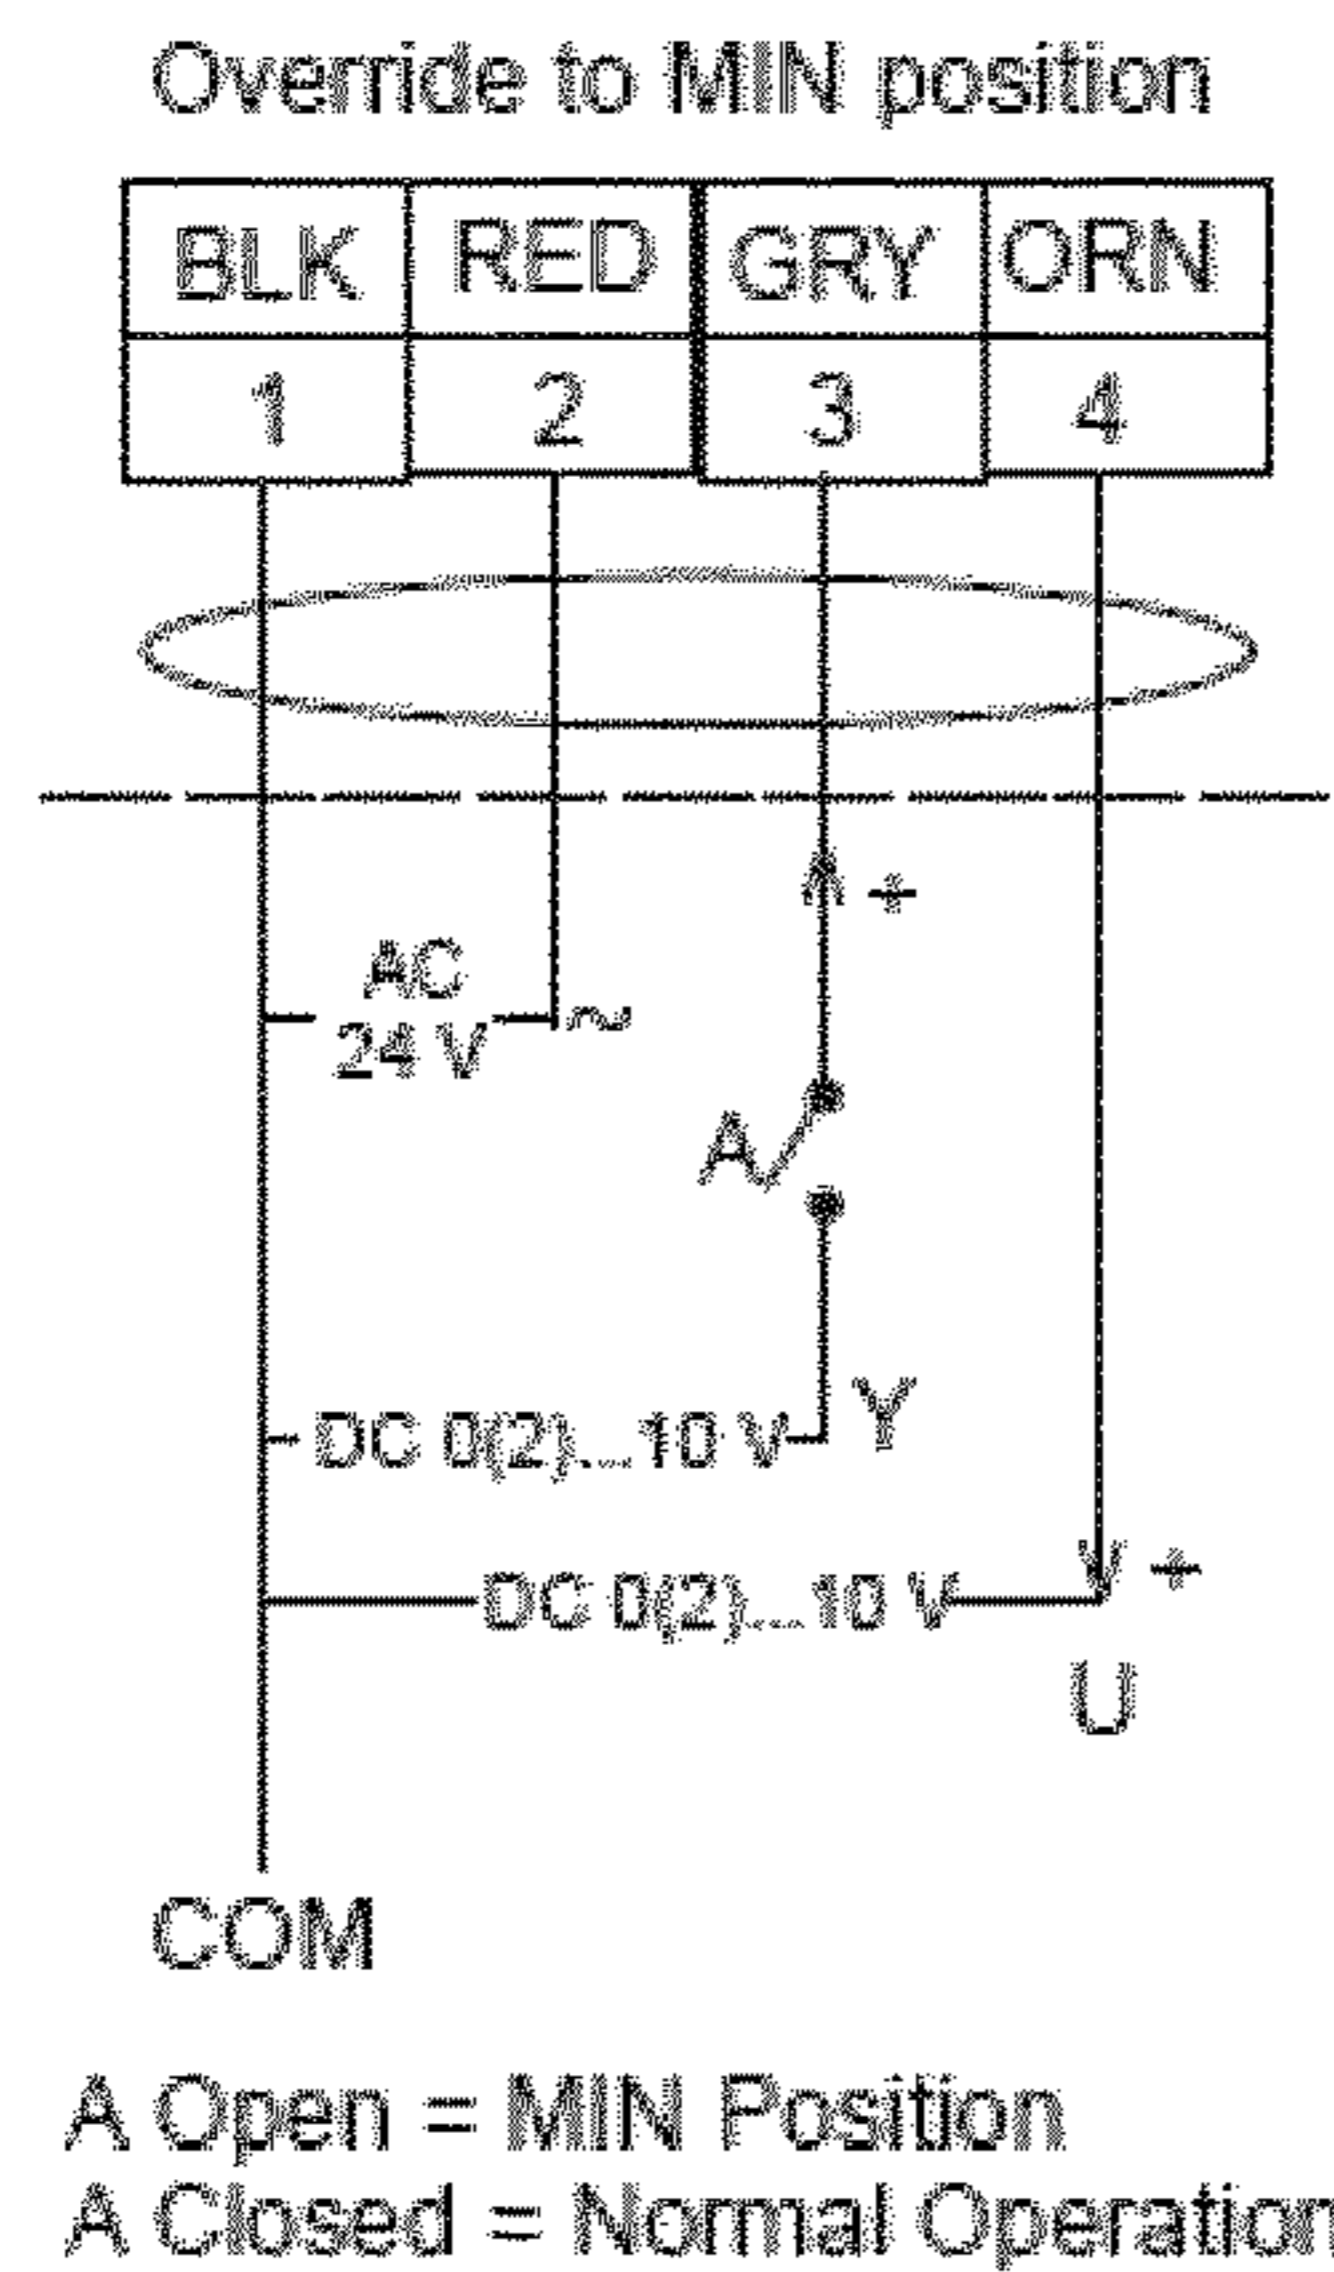 Override to MIN position
BLK RED GRY ORN
1 2 3 4
+
AC
24 V ~
A
DC 0(2)...10 V Y
DC 0(2)...10 V +
U
COM
A Open = MIN Position
A Closed = Normal Operation